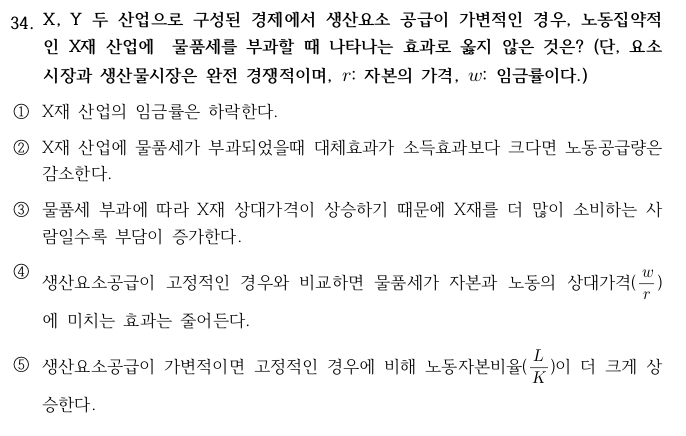 34. X, Y 두 산업으로 구성된 경제에서 생산요소 공급이 가변적인 경우, 노동집약적
인 X재 산업에 물품세를 부과할 때 나타나는 효과로 옳지 않은 것은? (단, 요소
시장과 생산물시장은 완전 경쟁적이며, r: 자본의 가격, w: 임금률이다.)
① X재 산업의 임금률은 하락한다.
② X재 산업에 물품세가 부과되었을때 대체효과가 소득효과보다 크다면 노동공급량은
감소한다.
③ 물품세 부과에 따라 X재 상대가격이 상승하기 때문에 X재를 더 많이 소비하는 사
람일수록 부담이 증가한다.
④ 생산요소공급이 고정적인 경우와 비교하면 물품세가 자본과 노동의 상대가격(w/r)
에 미치는 효과는 줄어든다.
⑤ 생산요소공급이 가변적이면 고정적인 경우에 비해 노동자본비율(L/K)이 더 크게 상
승한다.